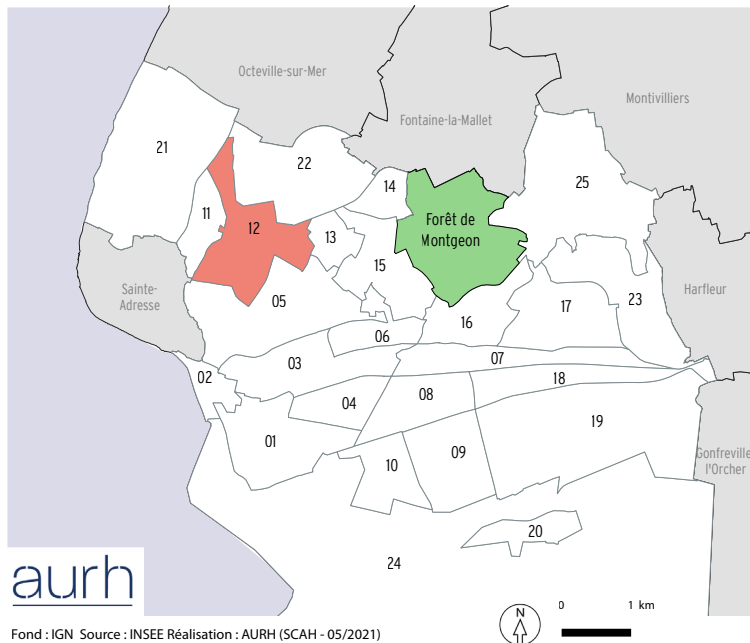 Octeville-sur-Mer
Montivilliers
Fontaine-la-Mallet
21
22
14
25
11
12
13
Forêt de
Montgeon
15
Sainte-
Adresse
05
17
23
Harfleur
16
06
07
03
02
18
08
04
19
01
09
10
Gonfreville
l'Orcher
20
24
aurh
N
0
1 km
Fond : IGN Source : INSEE Réalisation : AURH (SCAH - 05/2021)